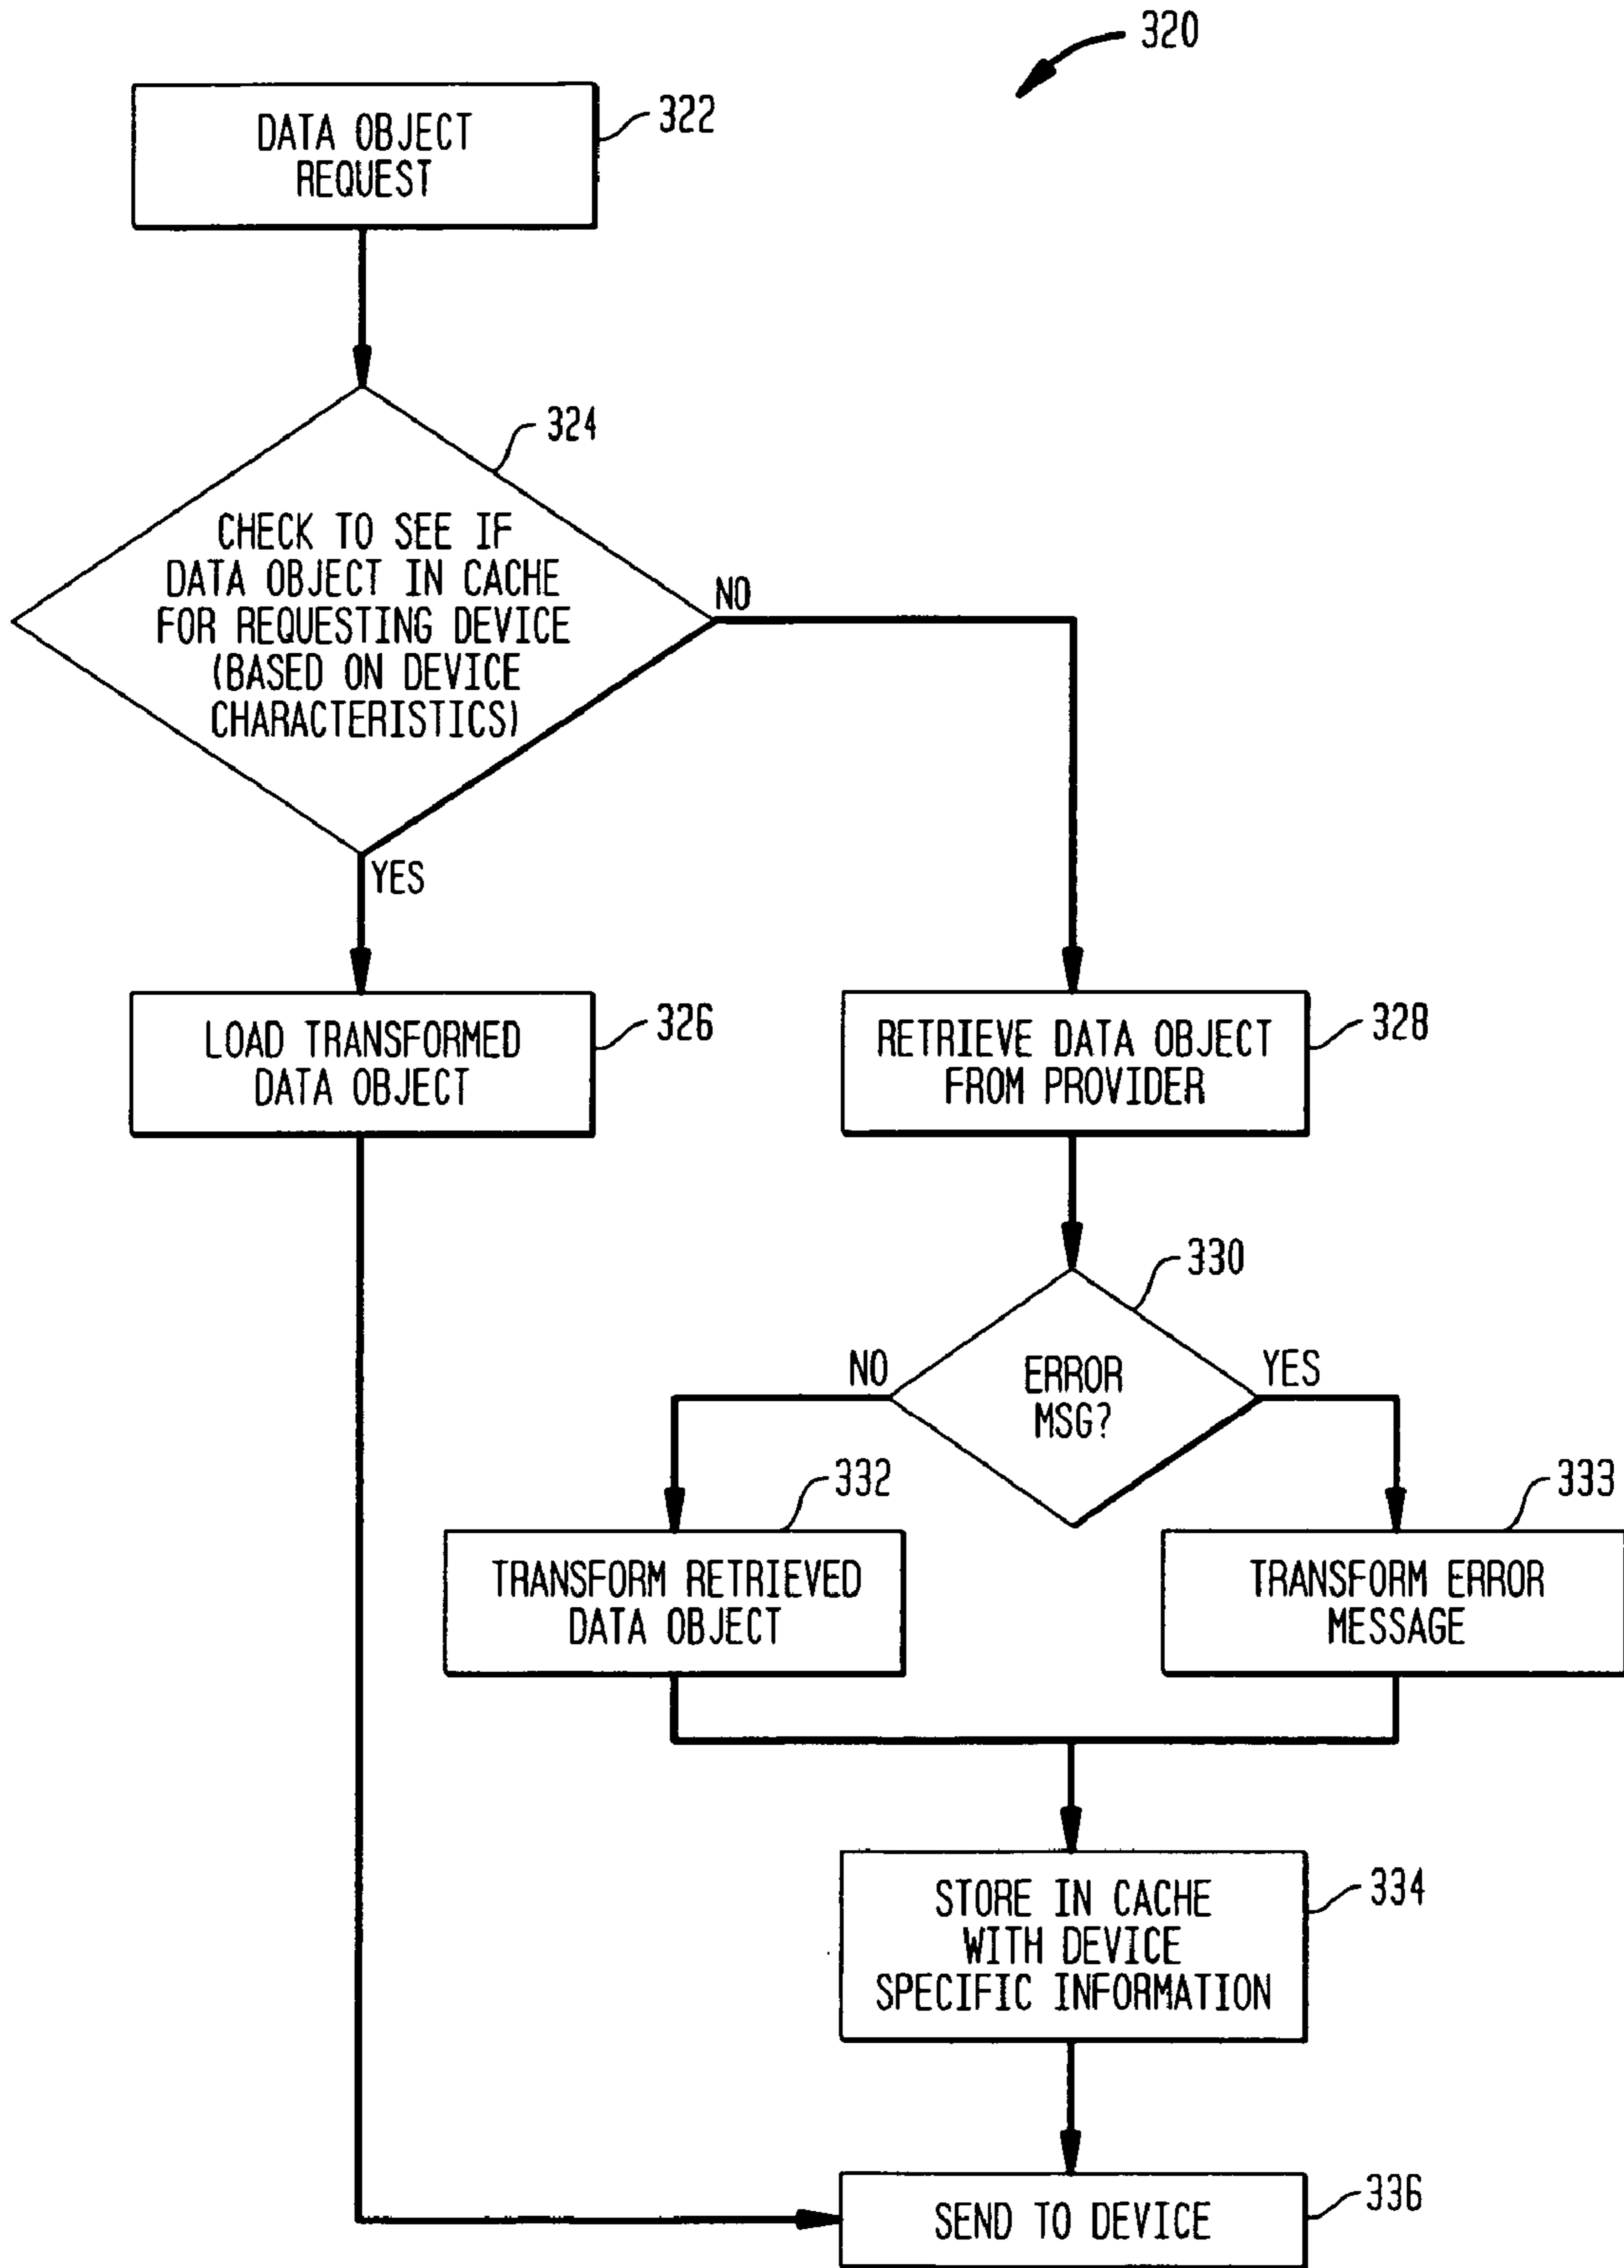 320
DATA OBJECT
REQUEST
322
324
CHECK TO SEE IF
DATA OBJECT IN CACHE
FOR REQUESTING DEVICE
(BASED ON DEVICE
CHARACTERISTICS)
NO
YES
LOAD TRANSFORMED
DATA OBJECT
326
RETRIEVE DATA OBJECT
FROM PROVIDER
328
330
ERROR
MSG?
NO
YES
332
TRANSFORM RETRIEVED
DATA OBJECT
333
TRANSFORM ERROR
MESSAGE
STORE IN CACHE
WITH DEVICE
SPECIFIC INFORMATION
334
SEND TO DEVICE
336